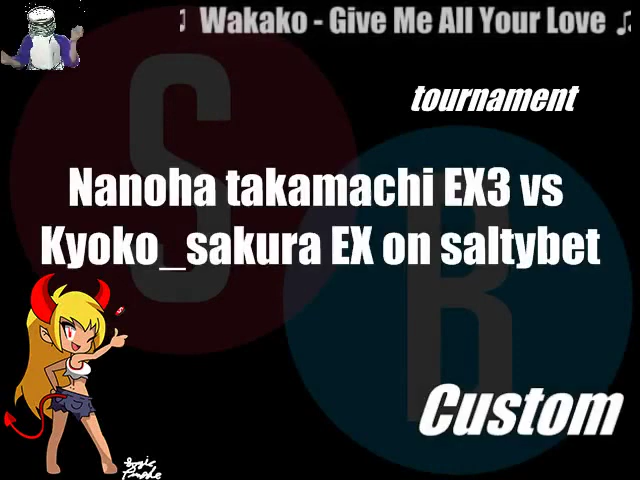 ♫ Wakako - Give Me All Your Love ♫
tournament
Nanoha takamachi EX3 vs
Kyoko_sakura EX on saltybet
S
R
S
Custom